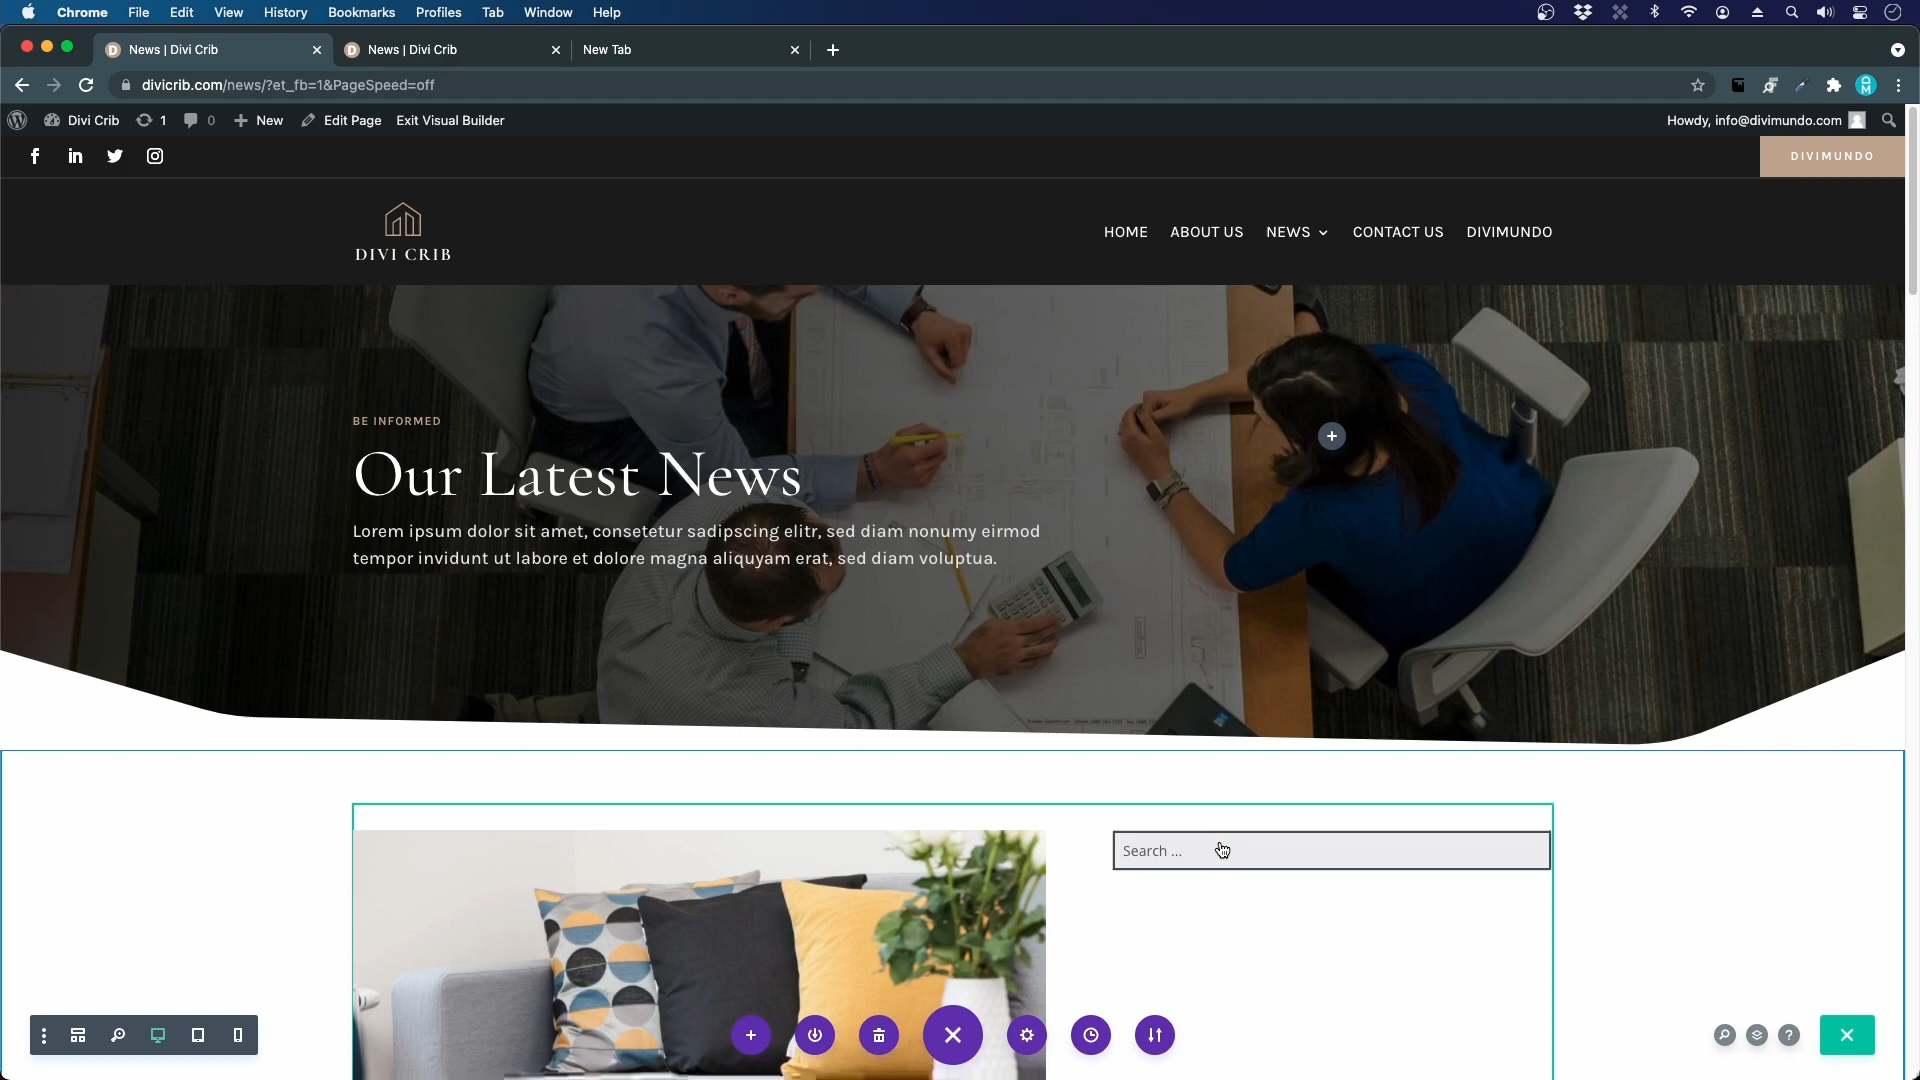 Chrome File Edit View History Bookmarks Profiles Tab Window Help
News | Divi Crib
News | Divi Crib
New Tab
divicrib.com/news/?et_fb=1&PageSpeed=off
Divi Crib 1 0 New Edit Page Exit Visual Builder
Howdy, info@divimundo.com
DIVIMUNDO
DIVI CRIB
HOME ABOUT US NEWS CONTACT US DIVIMUNDO
BE INFORMED
Our Latest News
Lorem ipsum dolor sit amet, consetetur sadipscing elitr, sed diam nonumy eirmod
tempor invidunt ut labore et dolore magna aliquyam erat, sed diam voluptua.
Search ...